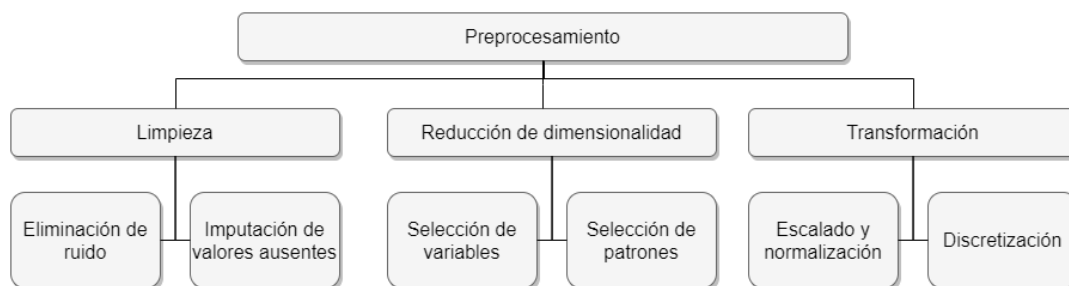 Preprocesamiento
Limpieza
Reducción de dimensionalidad
Transformación
Eliminación de
ruido
Imputación de
valores ausentes
Selección de
variables
Selección de
patrones
Escalado y
normalización
Discretización